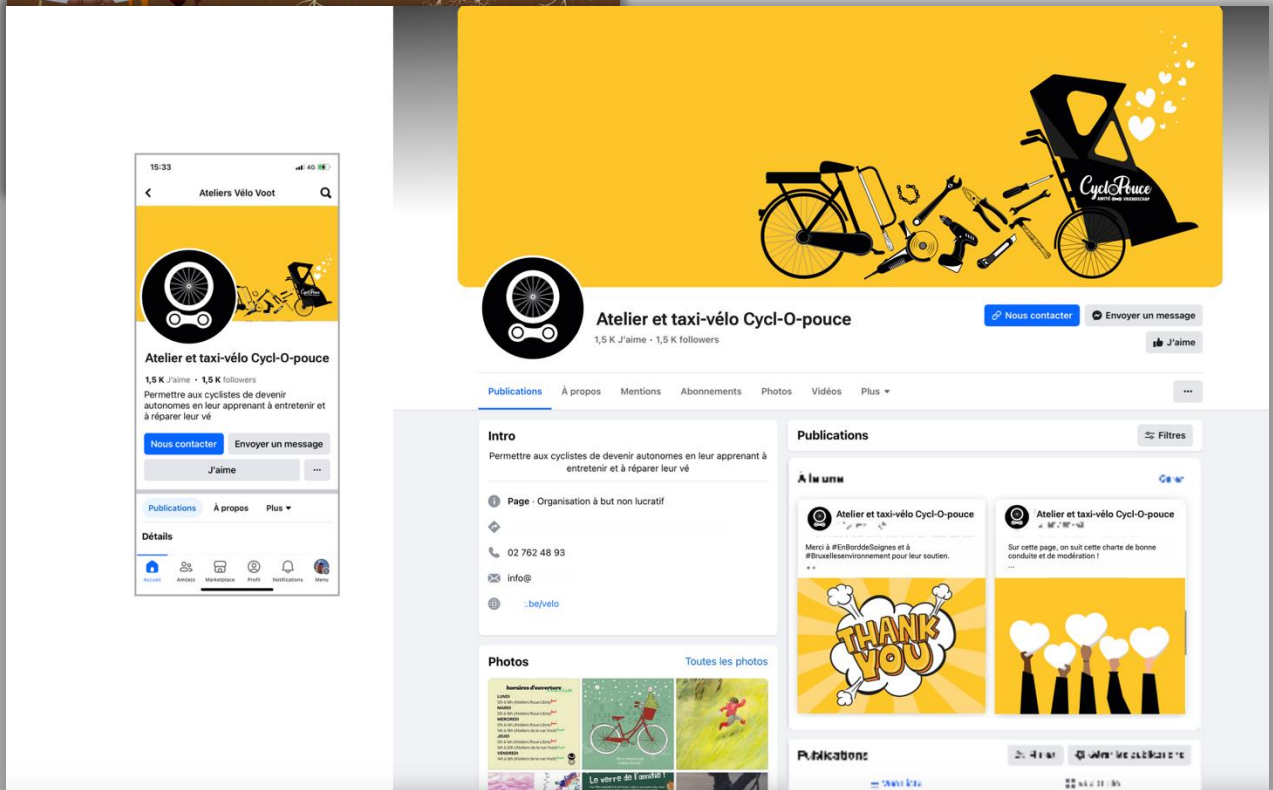 15:33
4G
Ateliers Vélo Voot
CycloPouce
Atelier et taxi-vélo Cycl-O-pouce
1,5 K J'aime • 1,5 K followers
Permettre aux cyclistes de devenir
autonomes en leur apprenant à entretenir et
à réparer leur vé
Nous contacter
Envoyer un message
J'aime
...
Publications
À propos
Plus
Détails
Accueil
Ami(e)s
Marketplace
Profil
Notifications
Menu
CycloPouce
AMITIÉ VRIENDSCHAP
Atelier et taxi-vélo Cycl-O-pouce
1,5 K J'aime • 1,5 K followers
Nous contacter
Envoyer un message
J'aime
Publications
À propos
Mentions
Abonnements
Photos
Vidéos
Plus
...
Intro
Permettre aux cyclistes de devenir autonomes en leur apprenant à
entretenir et à réparer leur vé
Page · Organisation à but non lucratif
02 762 48 93
info@
.be/velo
Photos
Toutes les photos
horaires d'ouverture
LUNDI
MARDI
MERCREDI
JEUDI
VENDREDI
Le verre de l'amitié !
Publications
Filtres
À la une
Gérer
Atelier et taxi-vélo Cycl-O-pouce
Merci à #EnBorddeSoignes et à
#Bruxellesenvironnement pour leur soutien.
THANK
YOU
Atelier et taxi-vélo Cycl-O-pouce
Sur cette page, on suit cette charte de bonne
conduite et de modération !
...
Publications